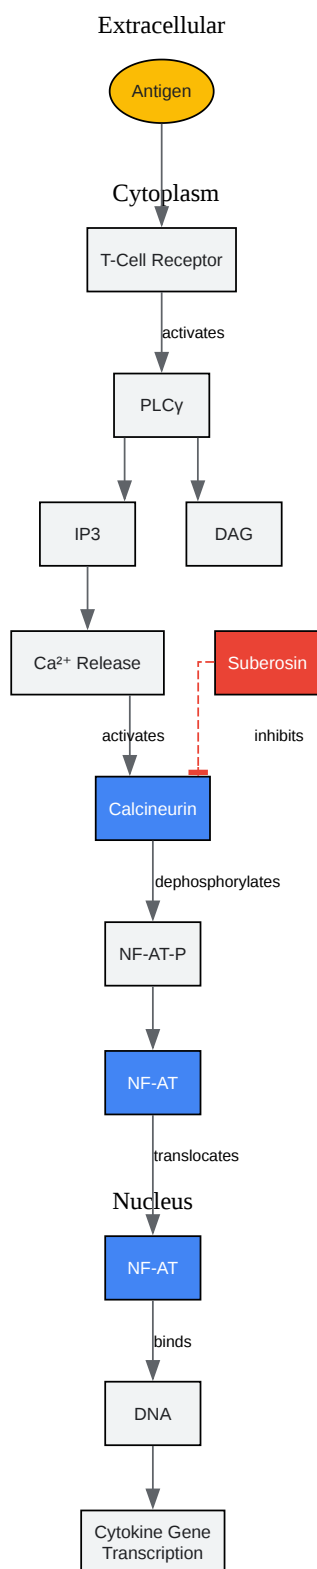 Extracellular
Antigen
Cytoplasm
T-Cell Receptor
activates
PLCγ
IP3
DAG
Ca²⁺ Release
Suberosin
activates
inhibits
Calcineurin
dephosphorylates
NF-AT-P
NF-AT
translocates
Nucleus
NF-AT
binds
DNA
Cytokine Gene
Transcription